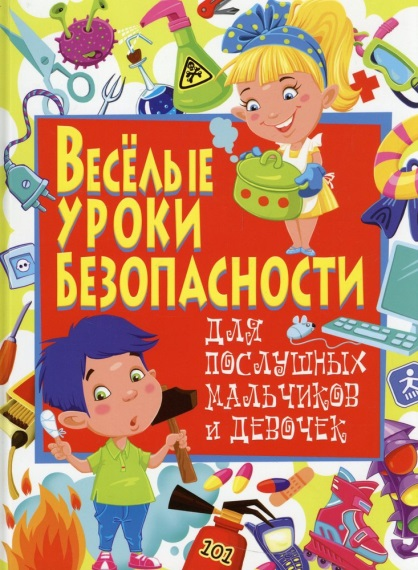 ВЕСЁЛЫЕ
УРОКИ
БЕЗОПАСНОСТИ
ДЛЯ
ПОСЛУШНЫХ
МАЛЬЧИКОВ
И ДЕВОЧЕК
101